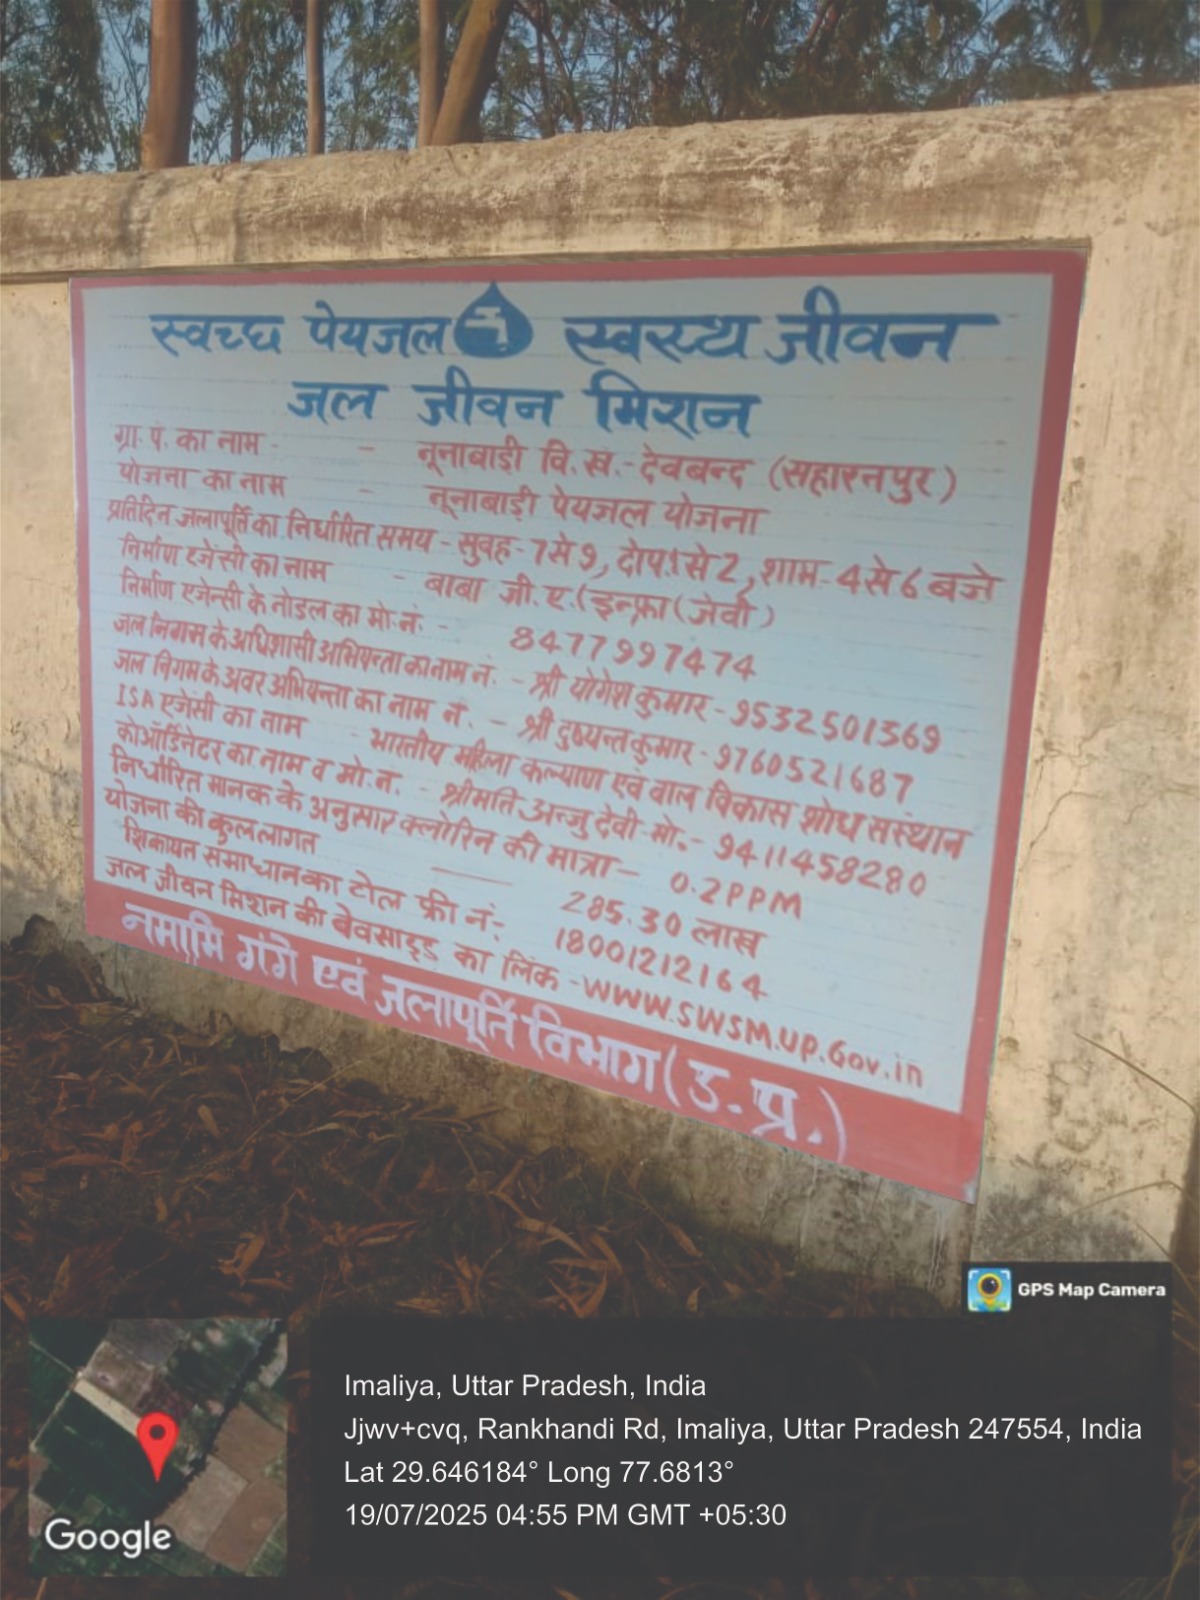 स्वच्छ पेयजल स्वस्थ जीवन
जल जीवन मिशन
ग्रा. पं. का नाम - - नूनाबाड़ी वि. ख. - देवबन्द (सहारनपुर)
योजना का नाम - नूनाबाड़ी पेयजल योजना
प्रतिदिन जलापूर्ति का निर्धारित समय - सुबह - 7 से 9, दोप. 1 से 2, शाम - 4 से 6 बजे
निर्माण एजेंसी का नाम - बाबा जी. ए. (इन्फ्रा (जेवी)
निर्माण एजेन्सी के नोडल का मो. नं. - 8477997474
जल निगम के अधिशासी अभियन्ता का नाम नं. - श्री योगेश कुमार - 9532501369
जल निगम के अवर अभियन्ता का नाम नं. - श्री दुष्यन्त कुमार - 9760521687
ISA एजेंसी का नाम - भारतीय महिला कल्याण एवं बाल विकास शोध संस्थान
कोऑर्डिनेटर का नाम व मो. न. - श्रीमति अन्जु देवी मो. - 9411458280
निर्धारित मानक के अनुसार क्लोरिन की मात्रा - 0.2 PPM
योजना की कुल लागत — 285.30 लाख
शिकायत समाधान का टोल फ्री नं. - 18001212164
जल जीवन मिशन की बेवसाइड का लिंक - WWW.SWSM.UP.Gov.in
नमामि गंगे एवं जलापूर्ति विभाग (उ. प्र.)
GPS Map Camera
Imaliya, Uttar Pradesh, India
Jjwv+cvq, Rankhandi Rd, Imaliya, Uttar Pradesh 247554, India
Lat 29.646184° Long 77.6813°
19/07/2025 04:55 PM GMT +05:30
Google